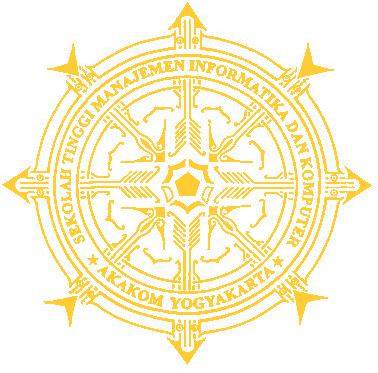 SEKOLAH TINGGI MANAJEMEN INFORMATIKA DAN KOMPUTER
AKAKOM YOGYAKARTA